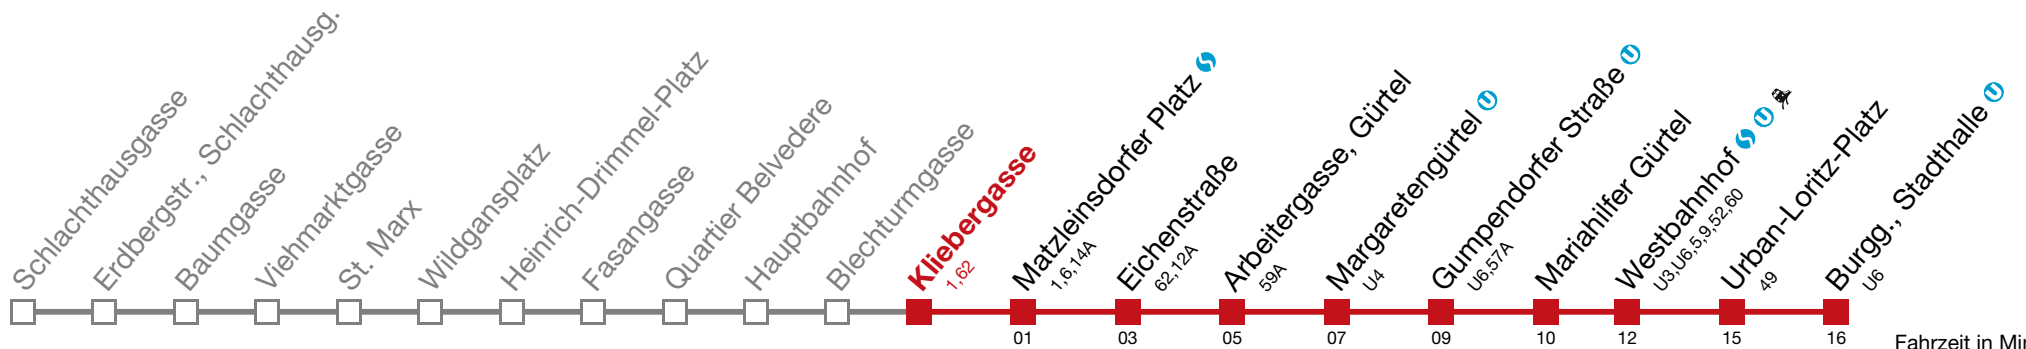 Schlachthausgasse
Erdbergstr., Schlachthausg.
Baumgasse
Viehmarktgasse
St. Marx
Wildgansplatz
Heinrich-Drimmel-Platz
Fasangasse
Quartier Belvedere
Hauptbahnhof
Blechturmgasse
Kliebergasse
1,62
Matzleinsdorfer Platz
1,6,14A
Eichenstraße
62,12A
Arbeitergasse, Gürtel
59A
Margaretengürtel U
U4
Gumpendorfer Straße U
U6,57A
Mariahilfer Gürtel
Westbahnhof S U
U3,U6,5,9,52,60
Urban-Loritz-Platz
49
Burgg., Stadthalle U
U6
01 03 05 07 09 10 12 15 16 Fahrzeit in Min